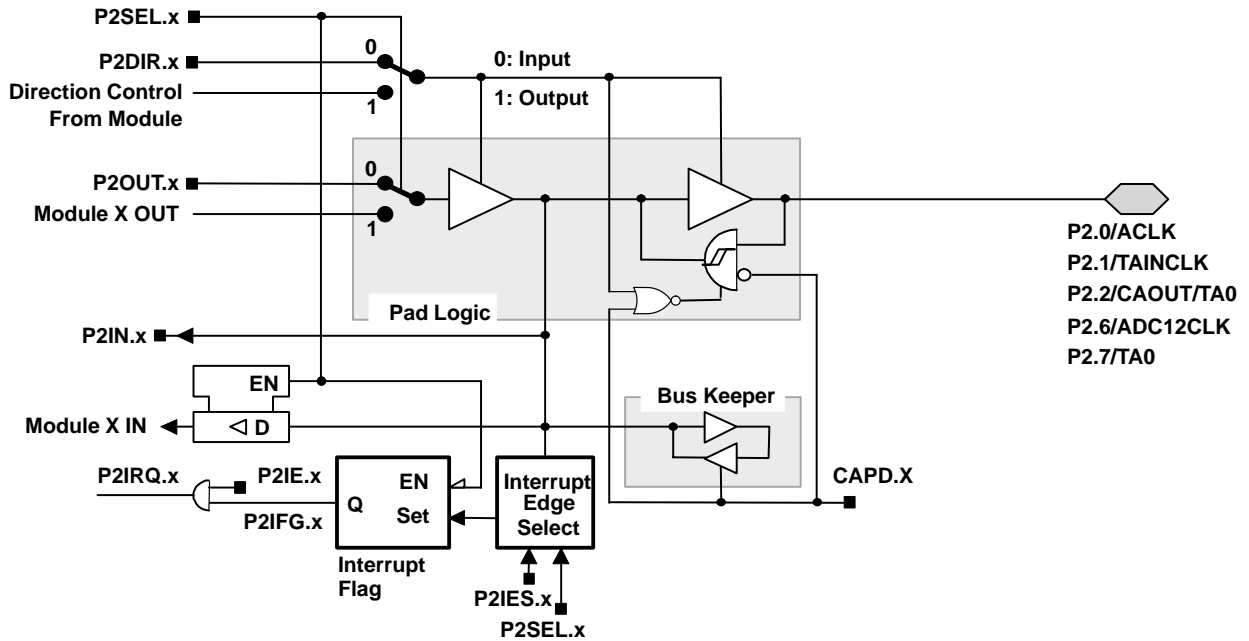 P2SEL.x
P2DIR.x
0
0: Input
Direction Control
From Module
1
1: Output
P2OUT.x
0
Module X OUT
1
Pad Logic
P2.0/ACLK
P2.1/TAINCLK
P2.2/CAOUT/TA0
P2.6/ADC12CLK
P2.7/TA0
P2IN.x
EN
Bus Keeper
Module X IN
D
P2IRQ.x
P2IE.x
P2IFG.x
Q
EN
Set
Interrupt
Edge
Select
CAPD.X
Interrupt
Flag
P2IES.x
P2SEL.x